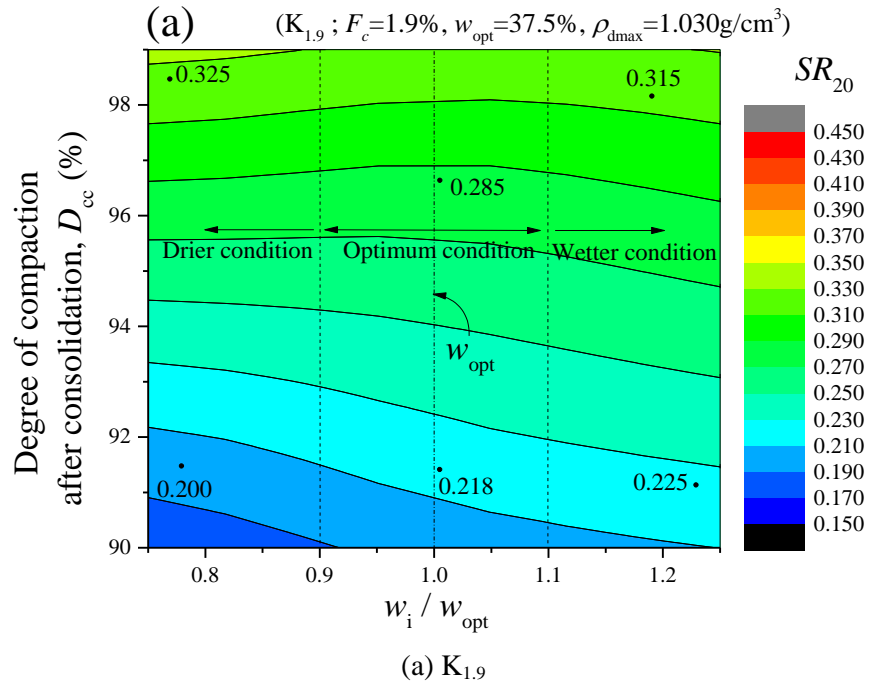 (a) (K1.9 ; Fc=1.9%, wopt=37.5%, ρdmax=1.030g/cm3)
SR20
Degree of compaction
after consolidation, Dcc (%)
98
96
94
92
90
0.325
0.315
0.285
Drier condition
Optimum condition
Wetter condition
wopt
0.200
0.218
0.225
0.450
0.430
0.410
0.390
0.370
0.350
0.330
0.310
0.290
0.270
0.250
0.230
0.210
0.190
0.170
0.150
0.8 0.9 1.0 1.1 1.2
wi / wopt
(a) K1.9